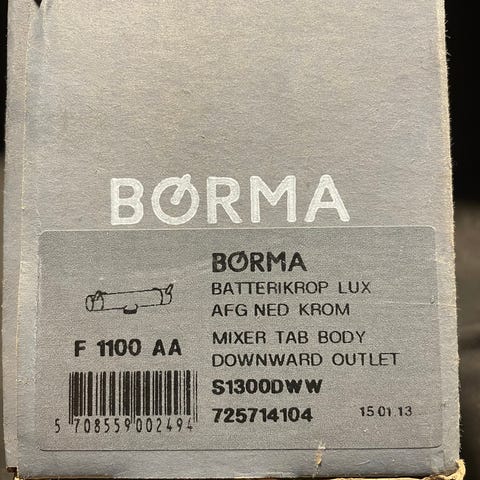 BØRMA
BØRMA
BATTERIKROP LUX
AFG NED KROM
F 1100 AA
MIXER TAB BODY
DOWNWARD OUTLET
S1300DWW
725714104 15.01.13
5 708559 002494